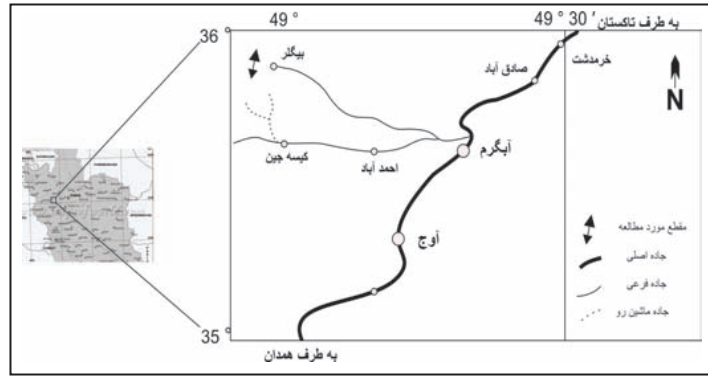 49 °
49 ° 30 '
به طرف تاکستان
36 °
خرمدشت
بیگلر
صادق آباد
N
آبگرم
کیسه جین
احمد آباد
مقطع مورد مطالعه
آوج
جاده اصلی
جاده فرعی
جاده ماشین رو
35 °
به طرف همدان